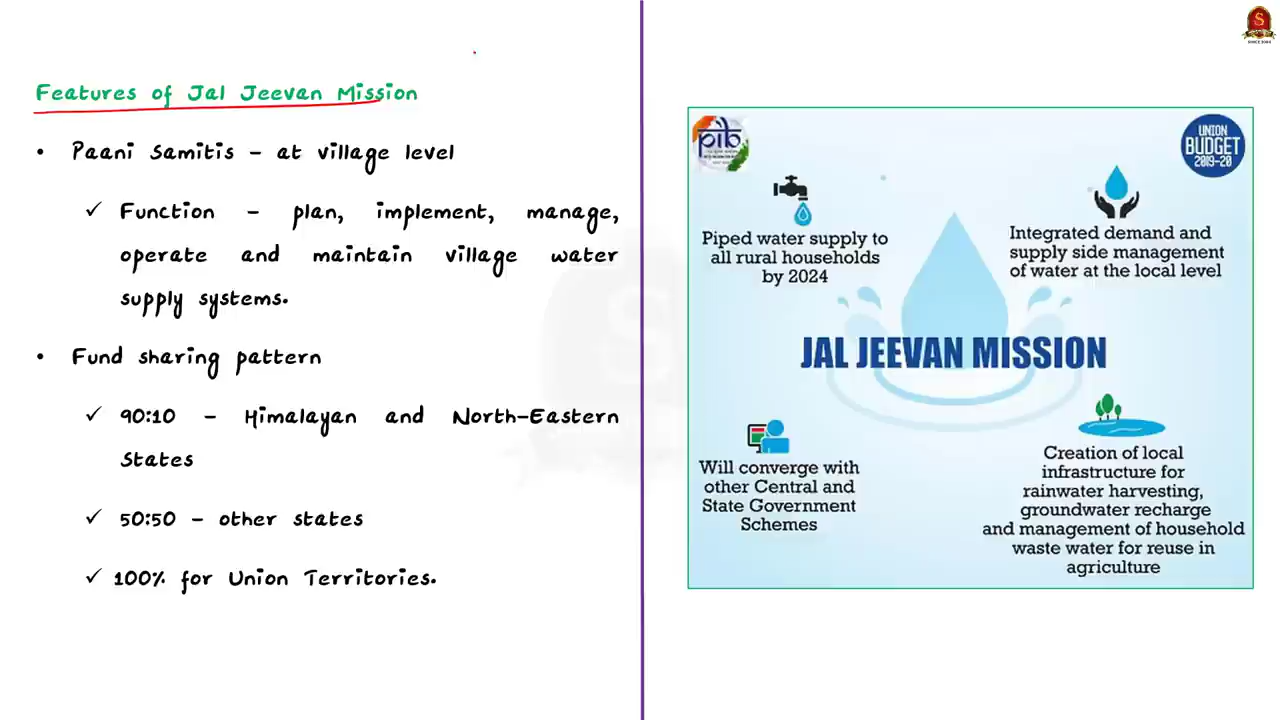 Features of Jal Jeevan Mission
• Paani Samitis – at village level
✓ Function – plan, implement, manage,
operate and maintain village water
supply systems.
• Fund sharing pattern
✓ 90:10 – Himalayan and North-Eastern
States
✓ 50:50 – other states
✓ 100% for Union Territories.
S
pib
UNION
BUDGET
2019-20
Piped water supply to
all rural households
by 2024
Integrated demand and
supply side management
of water at the local level
JAL JEEVAN MISSION
Will converge with
other Central and
State Government
Schemes
Creation of local
infrastructure for
rainwater harvesting,
groundwater recharge
and management of household
waste water for reuse in
agriculture